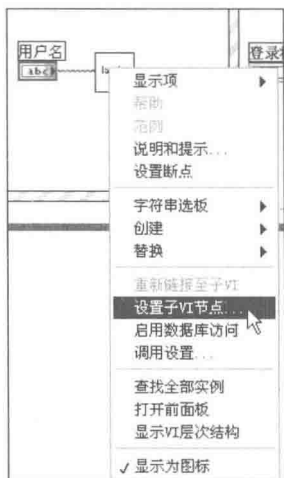 用户名
登录
abc
显示项
帮助
范例
说明和提示...
设置断点
字符串选板
创建
替换
重新链接至子VI
设置子VI节点...
启用数据库访问
调用设置...
查找全部实例
打开前面板
显示VI层次结构
✓ 显示为图标